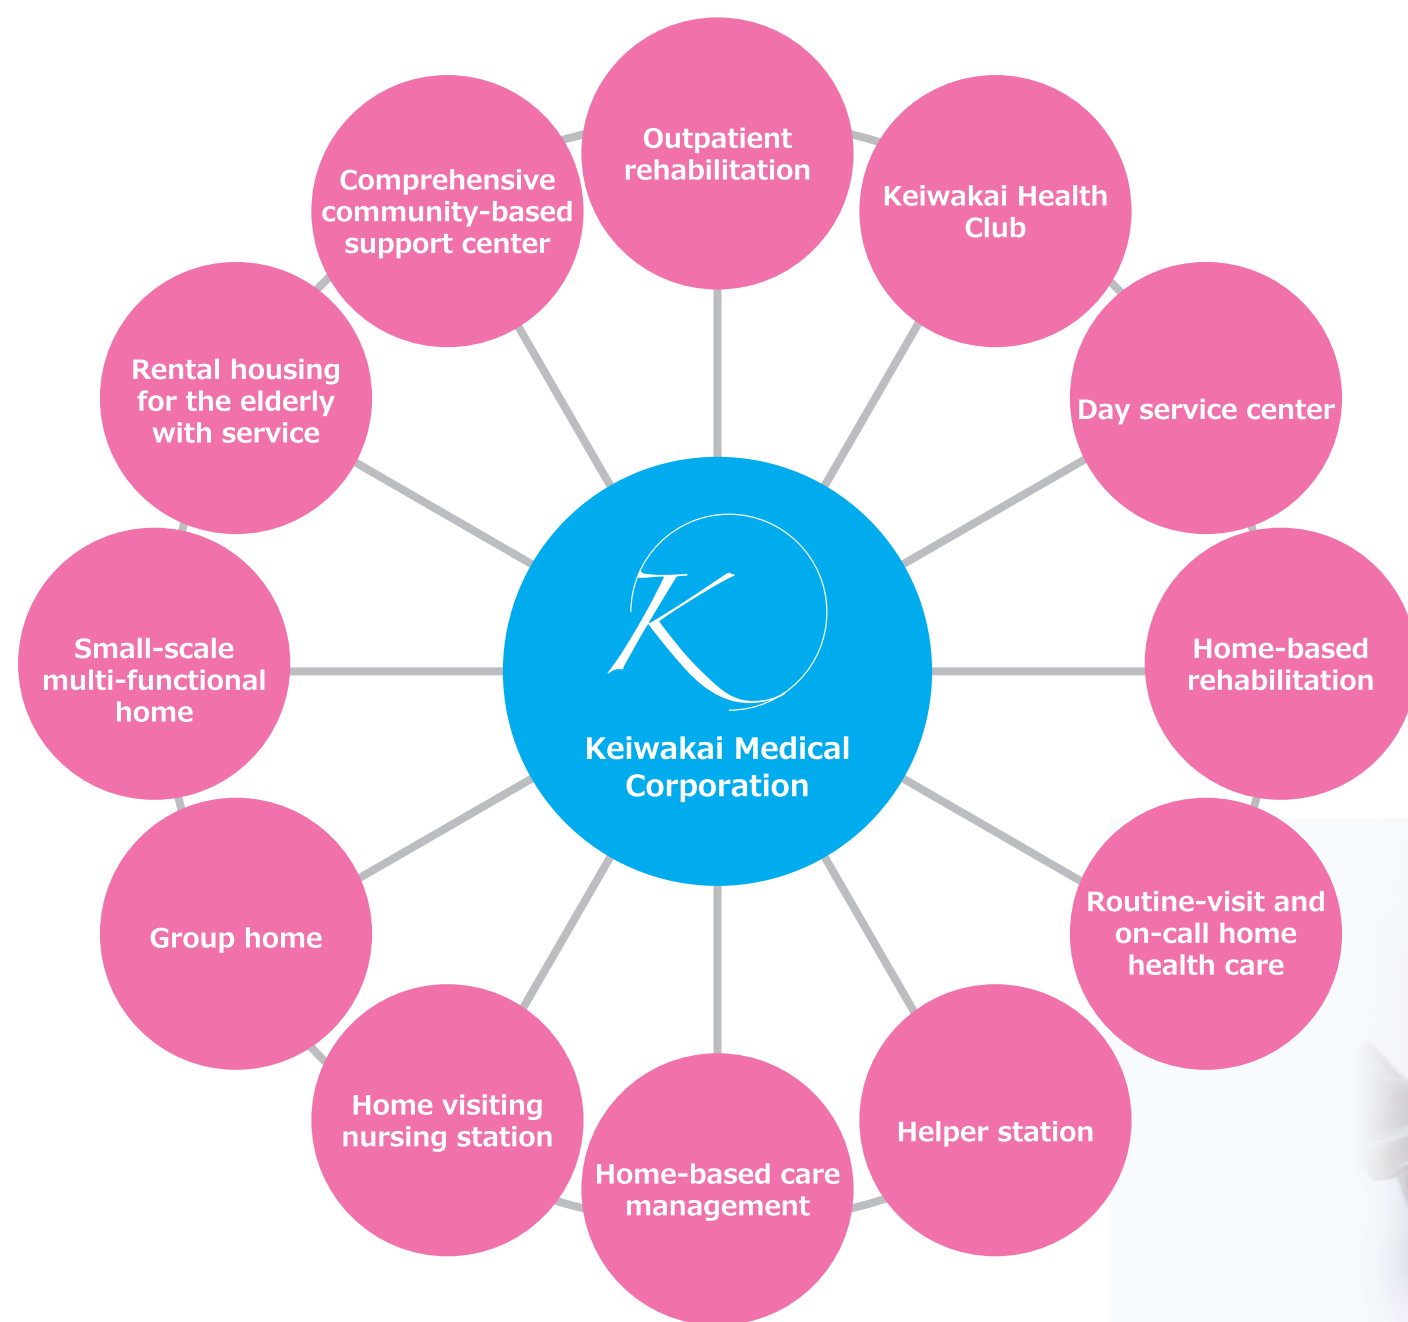 Outpatient
rehabilitation
Keiwakai Health
Club
Day service center
Home-based
rehabilitation
Routine-visit and
on-call home
health care
Helper station
Home-based care
management
Home visiting
nursing station
Group home
Small-scale
multi-functional
home
Rental housing
for the elderly
with service
Comprehensive
community-based
support center
K
Keiwakai Medical
Corporation